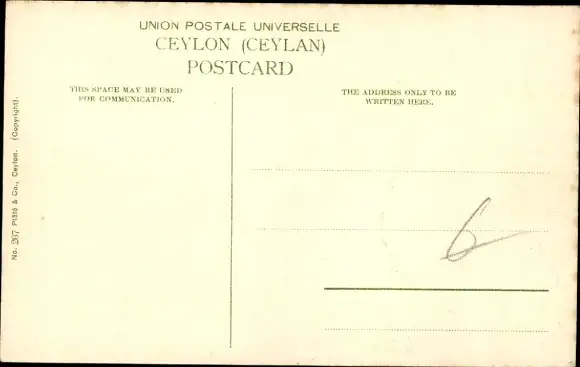 UNION POSTALE UNIVERSELLE
CEYLON (CEYLAN)
POSTCARD
THIS SPACE MAY BE USED
FOR COMMUNICATION.
THE ADDRESS ONLY TO BE
WRITTEN HERE.
6
No. 267 Plâté & Co., Ceylon. (Copyright).